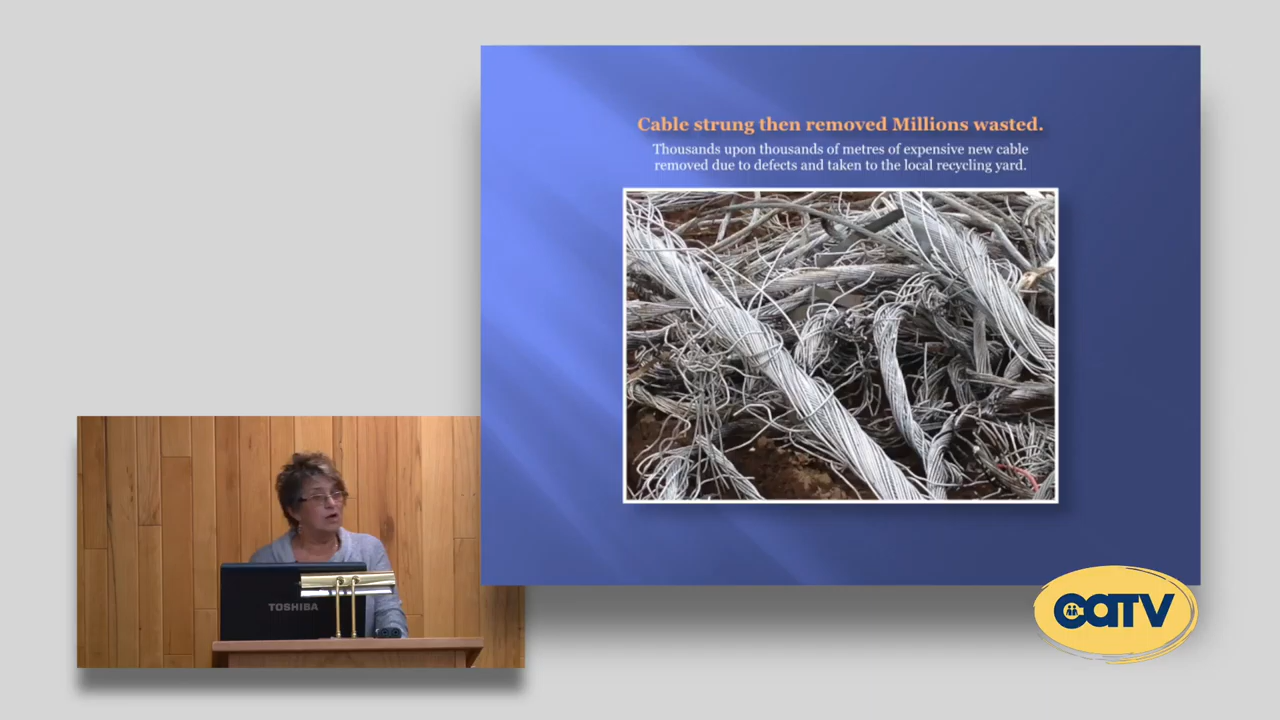 Cable strung then removed Millions wasted.
Thousands upon thousands of metres of expensive new cable
removed due to defects and taken to the local recycling yard.
TOSHIBA
CATV